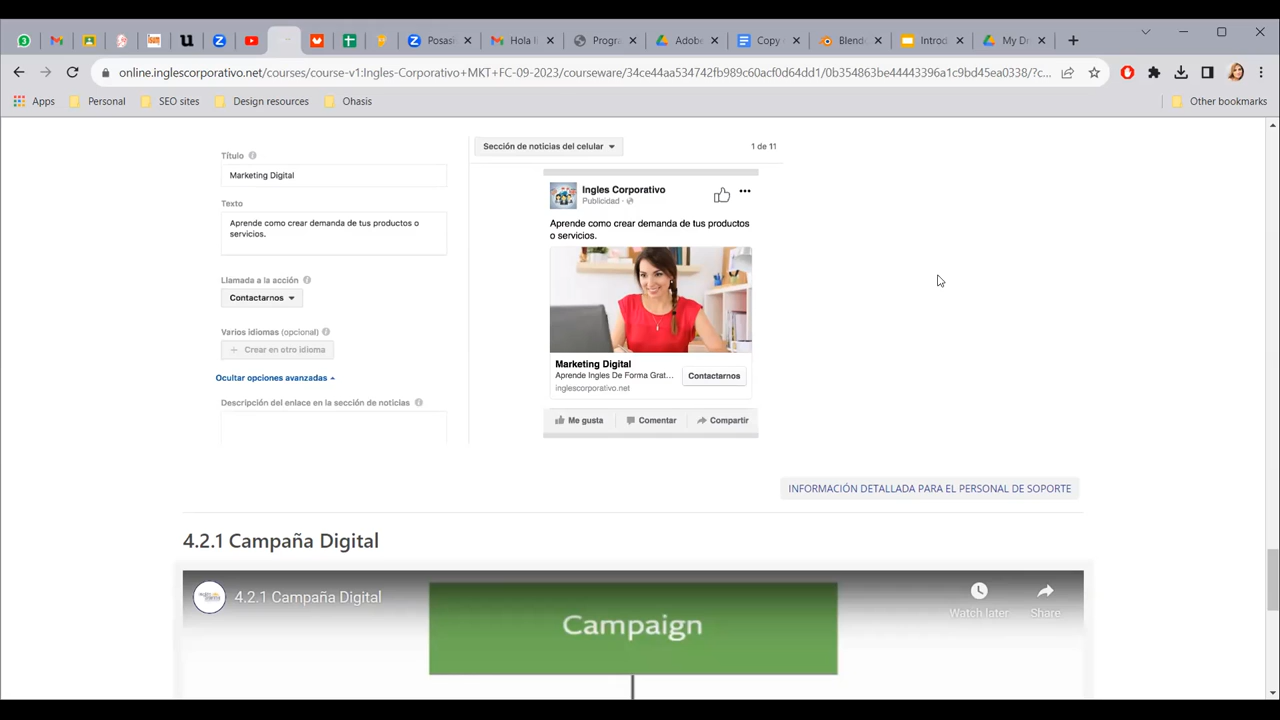 3
Posasi
Hola I
Progra
Adobe
Copy
Blend
Introd
My D
online.inglescorporativo.net/courses/course-v1:Ingles-Corporativo+MKT+FC-09-2023/courseware/34ce44aa534742fb989c60acf0d64dd1/0b354863be44443396a1c9bd45ea0338/?c...
Apps
Personal
SEO sites
Design resources
Ohasis
Other bookmarks
Título
Marketing Digital
Texto
Aprende como crear demanda de tus productos o
servicios.
Llamada a la acción
Contactarnos
Varios idiomas (opcional)
+ Crear en otro idioma
Ocultar opciones avanzadas
Descripción del enlace en la sección de noticias
Sección de noticias del celular
1 de 11
Ingles Corporativo
Publicidad ·
Aprende como crear demanda de tus productos
o servicios.
Marketing Digital
Aprende Ingles De Forma Grat...
inglescorporativo.net
Contactarnos
Me gusta
Comentar
Compartir
INFORMACIÓN DETALLADA PARA EL PERSONAL DE SOPORTE
4.2.1 Campaña Digital
4.2.1 Campaña Digital
Campaign
Watch later
Share